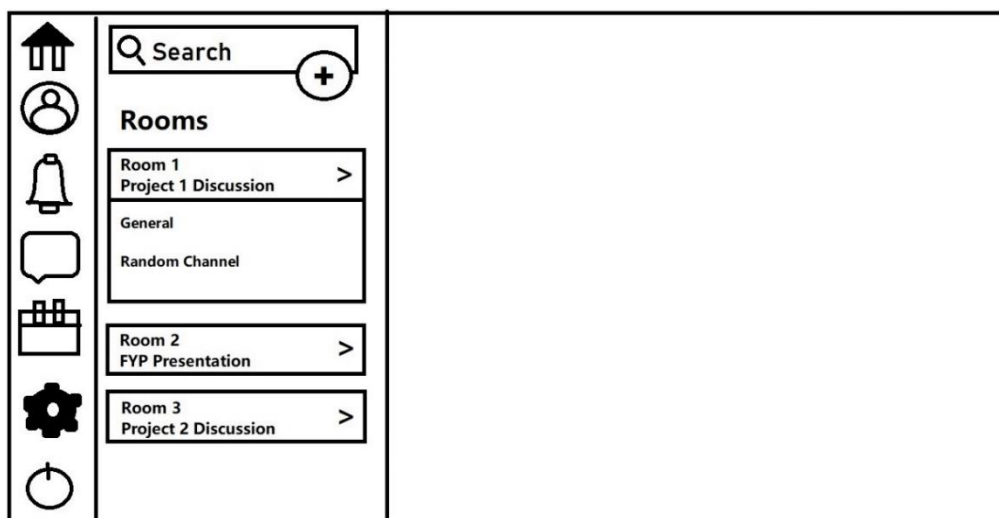 Search
+
Rooms
Room 1
Project 1 Discussion
>
General
Random Channel
Room 2
FYP Presentation
>
Room 3
Project 2 Discussion
>